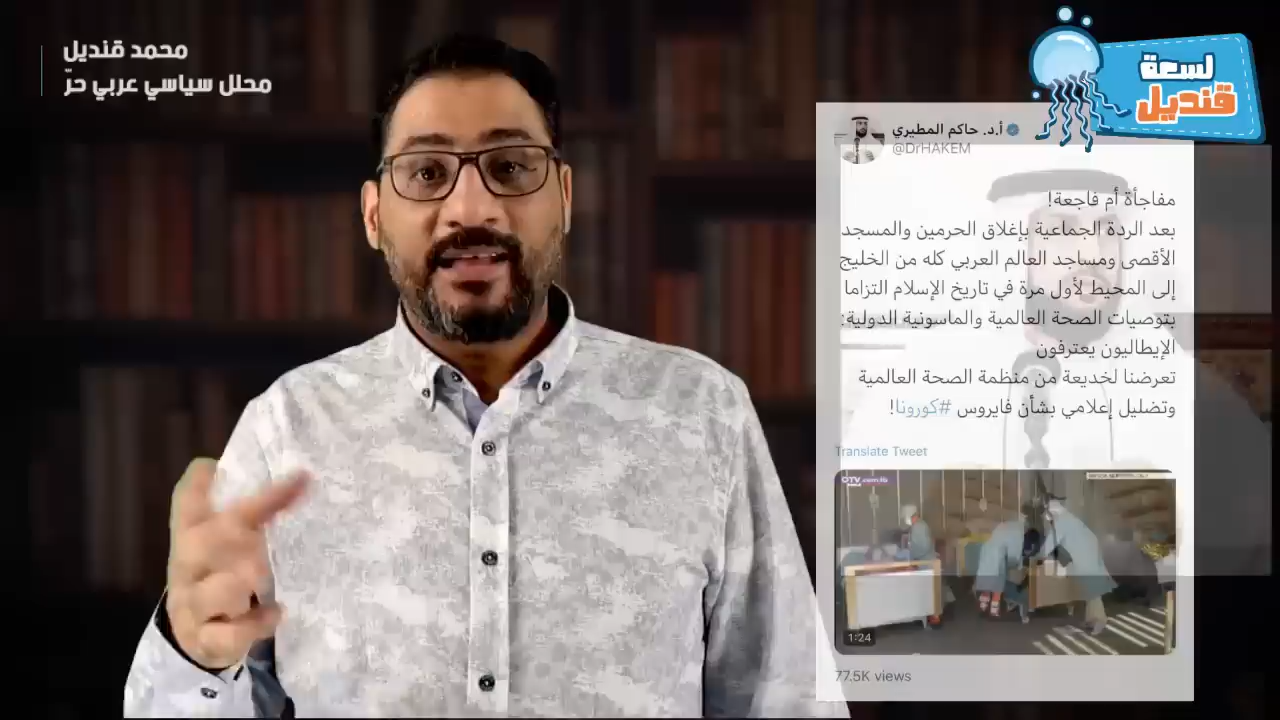 محمد قنديل
محلل سياسي عربي حرّ
لسعة
قنديل
أ.د. حاكم المطيري
@DrHAKEM
مفاجأة أم فاجعة!
بعد الردة الجماعية بإغلاق الحرمين والمسجد
الأقصى ومساجد العالم العربي كله من الخليج
إلى المحيط لأول مرة في تاريخ الإسلام التزاما
بتوصيات الصحة العالمية والماسونية الدولية:
الإيطاليون يعترفون
تعرضنا لخديعة من منظمة الصحة العالمية
وتضليل إعلامي بشأن فايروس #كورونا!
Translate Tweet
OTV.com.lb
1:24
77.5K views